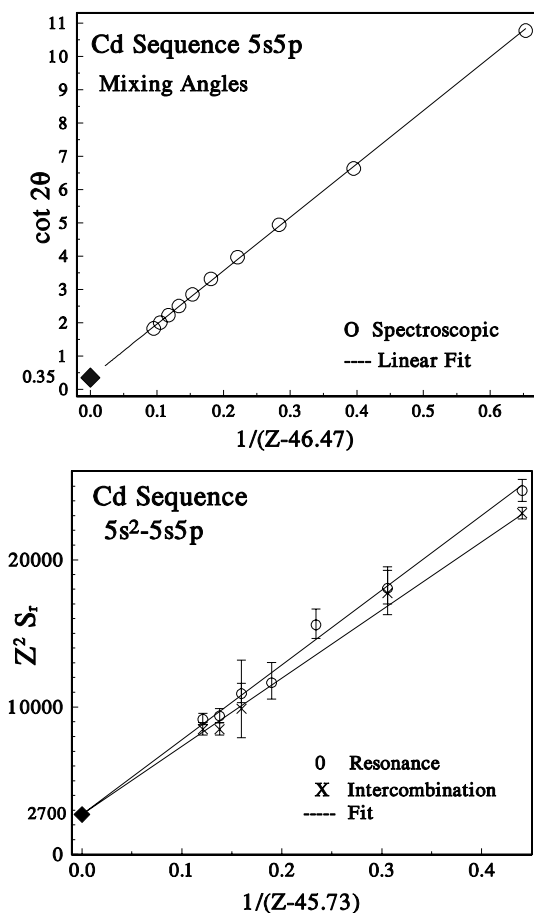 Cd Sequence 5s5p
Mixing Angles
cot 2θ
11
10
9
8
7
6
5
4
3
2
1
0.35
0
O Spectroscopic
---- Linear Fit
0.0 0.1 0.2 0.3 0.4 0.5 0.6
1/(Z-46.47)
Cd Sequence
5s²-5s5p
Z² Sᵣ
20000
10000
2700
0
O Resonance
X Intercombination
---- Fit
0.0 0.1 0.2 0.3 0.4
1/(Z-45.73)